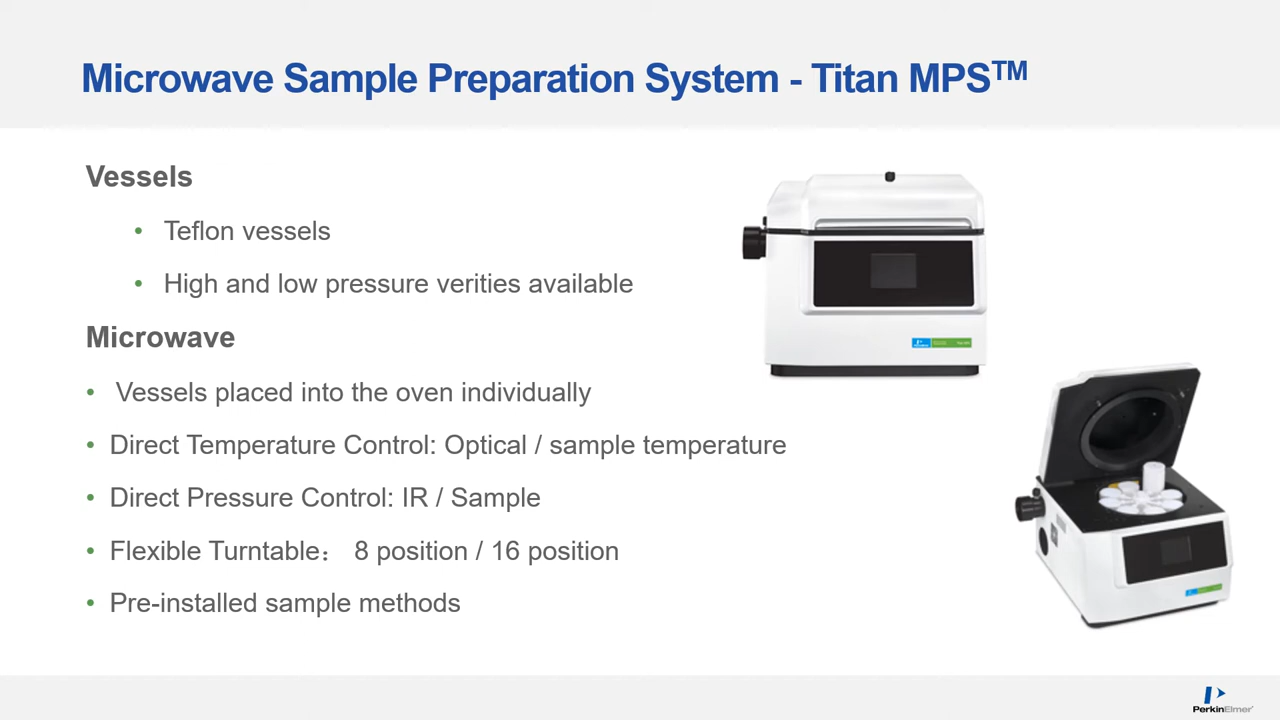 Microwave Sample Preparation System - Titan MPS™
Vessels
• Teflon vessels
• High and low pressure verities available
Microwave
• Vessels placed into the oven individually
• Direct Temperature Control: Optical / sample temperature
• Direct Pressure Control: IR / Sample
• Flexible Turntable： 8 position / 16 position
• Pre-installed sample methods
PerkinElmer